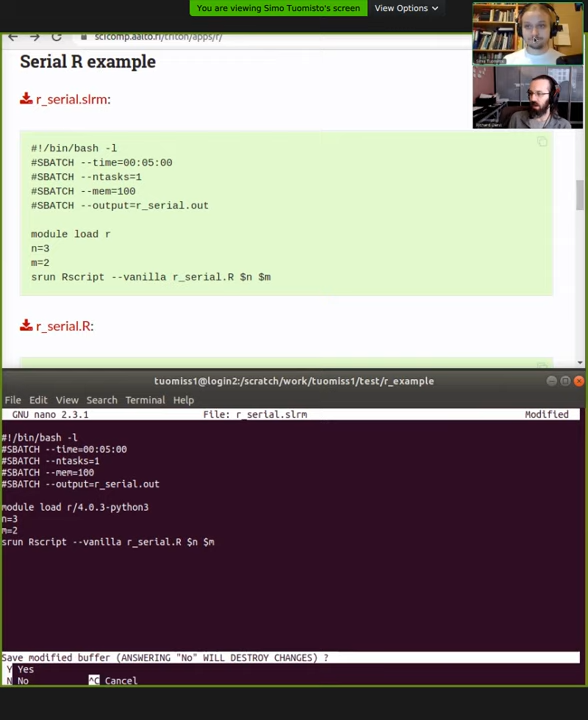 You are viewing Simo Tuomisto's screen
View Options
scicomp.aalto.fi/triton/apps/r/
Serial R example
r_serial.slrm:
#!/bin/bash -l
#SBATCH --time=00:05:00
#SBATCH --ntasks=1
#SBATCH --mem=100
#SBATCH --output=r_serial.out
module load r
n=3
m=2
srun Rscript --vanilla r_serial.R $n $m
r_serial.R:
tuomiss1@login2:/scratch/work/tuomiss1/test/r_example
File Edit View Search Terminal Help
GNU nano 2.3.1 File: r_serial.slrm Modified
#!/bin/bash -l
#SBATCH --time=00:05:00
#SBATCH --ntasks=1
#SBATCH --mem=100
#SBATCH --output=r_serial.out
module load r/4.0.3-python3
n=3
m=2
srun Rscript --vanilla r_serial.R $n $m
Save modified buffer (ANSWERING "No" WILL DESTROY CHANGES) ?
Y Yes
N No ^C Cancel